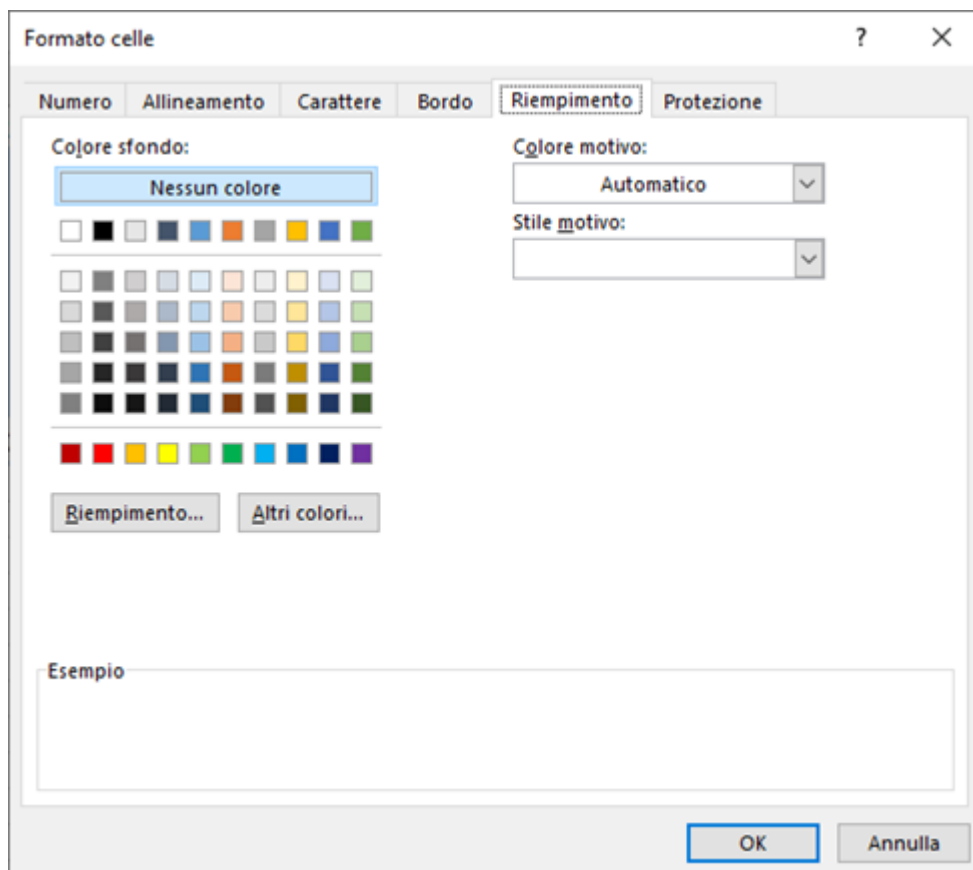 Formato celle
Numero Allineamento Carattere Bordo Riempimento Protezione
Colore sfondo:
Nessun colore
Colore motivo:
Automatico
Stile motivo:
Riempimento...
Altri colori...
Esempio
OK
Annulla